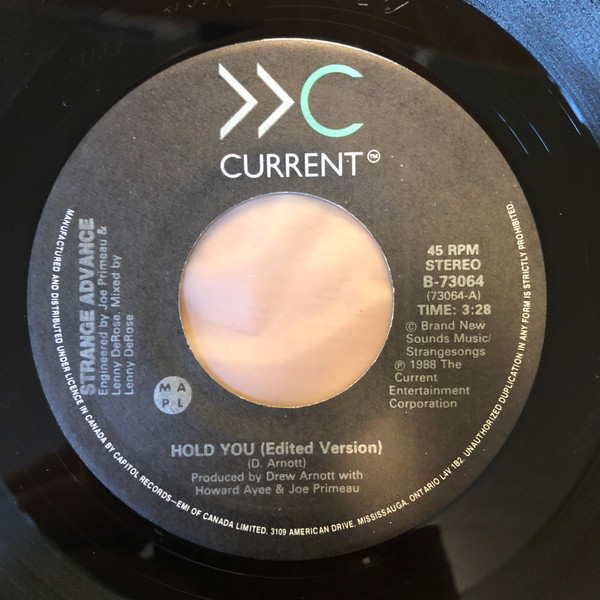 >>C
CURRENT™
STRANGE ADVANCE
Engineered by Joe Primeau &
Lenny DeRose, Mixed by
Lenny DeRose
45 RPM
STEREO
B-73064
(73064-A)
TIME: 3:28
© Brand New
Sounds Music/
Strangesongs
℗ 1988 The
Current
Entertainment
Corporation
M A
P L
HOLD YOU (Edited Version)
(D. Arnott)
Produced by Drew Arnott with
Howard Ayee & Joe Primeau
MANUFACTURED AND DISTRIBUTED UNDER LICENCE IN CANADA BY CAPITOL RECORDS—EMI OF CANADA LIMITED, 3109 AMERICAN DRIVE, MISSISSAUGA, ONTARIO L4V 1B2. UNAUTHORIZED DUPLICATION IN ANY FORM IS STRICTLY PROHIBITED.